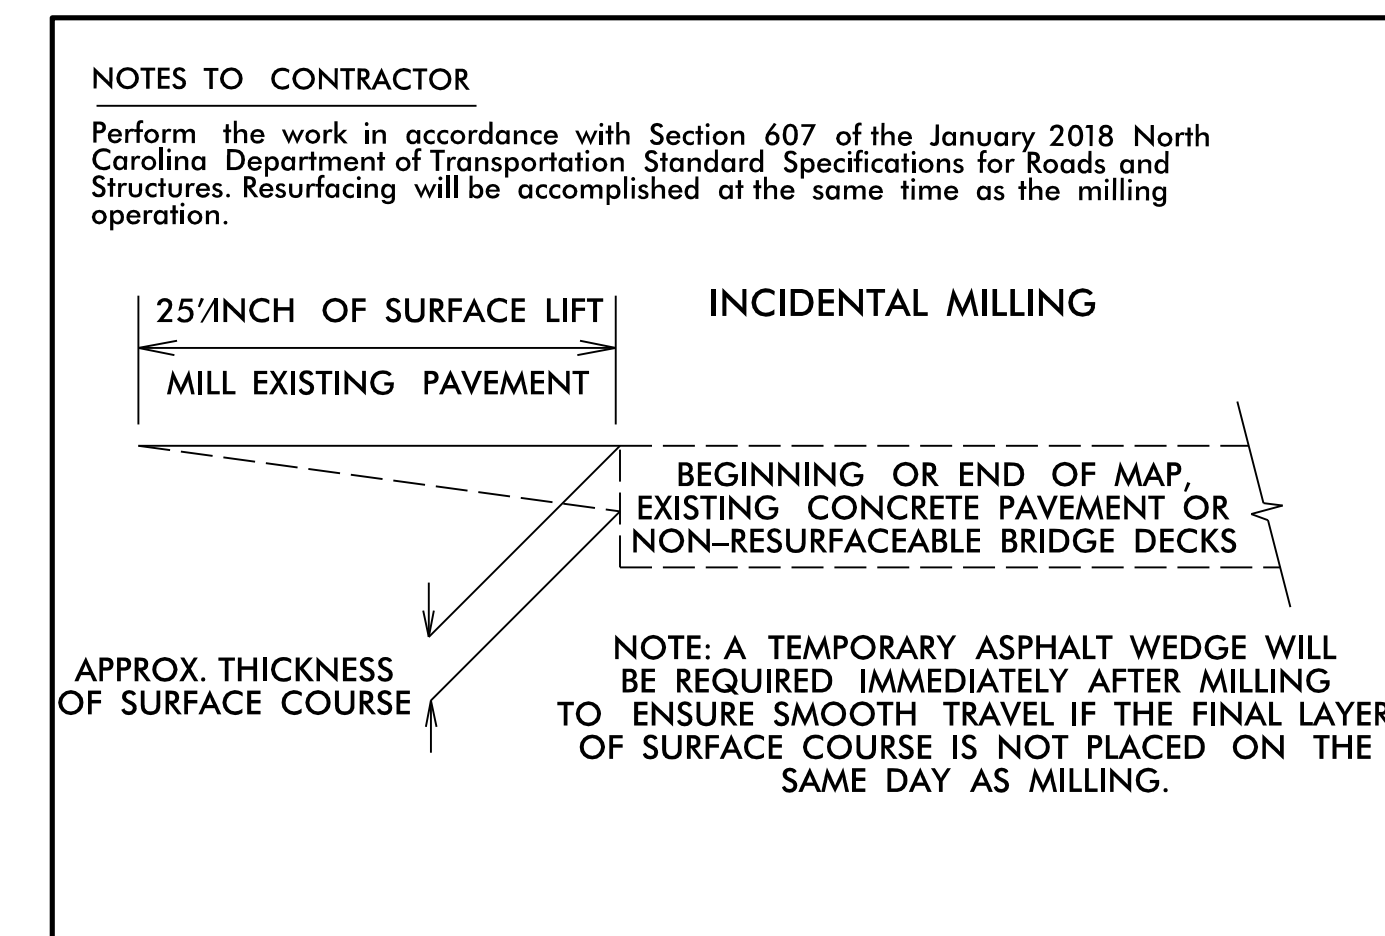 NOTES TO CONTRACTOR
Perform the work in accordance with Section 607 of the January 2018 North
Carolina Department of Transportation Standard Specifications for Roads and
Structures. Resurfacing will be accomplished at the same time as the milling
operation.
25'/INCH OF SURFACE LIFT
MILL EXISTING PAVEMENT
INCIDENTAL MILLING
BEGINNING OR END OF MAP,
EXISTING CONCRETE PAVEMENT OR
NON–RESURFACEABLE BRIDGE DECKS
APPROX. THICKNESS
OF SURFACE COURSE
NOTE: A TEMPORARY ASPHALT WEDGE WILL
BE REQUIRED IMMEDIATELY AFTER MILLING
TO ENSURE SMOOTH TRAVEL IF THE FINAL LAYER
OF SURFACE COURSE IS NOT PLACED ON THE
SAME DAY AS MILLING.